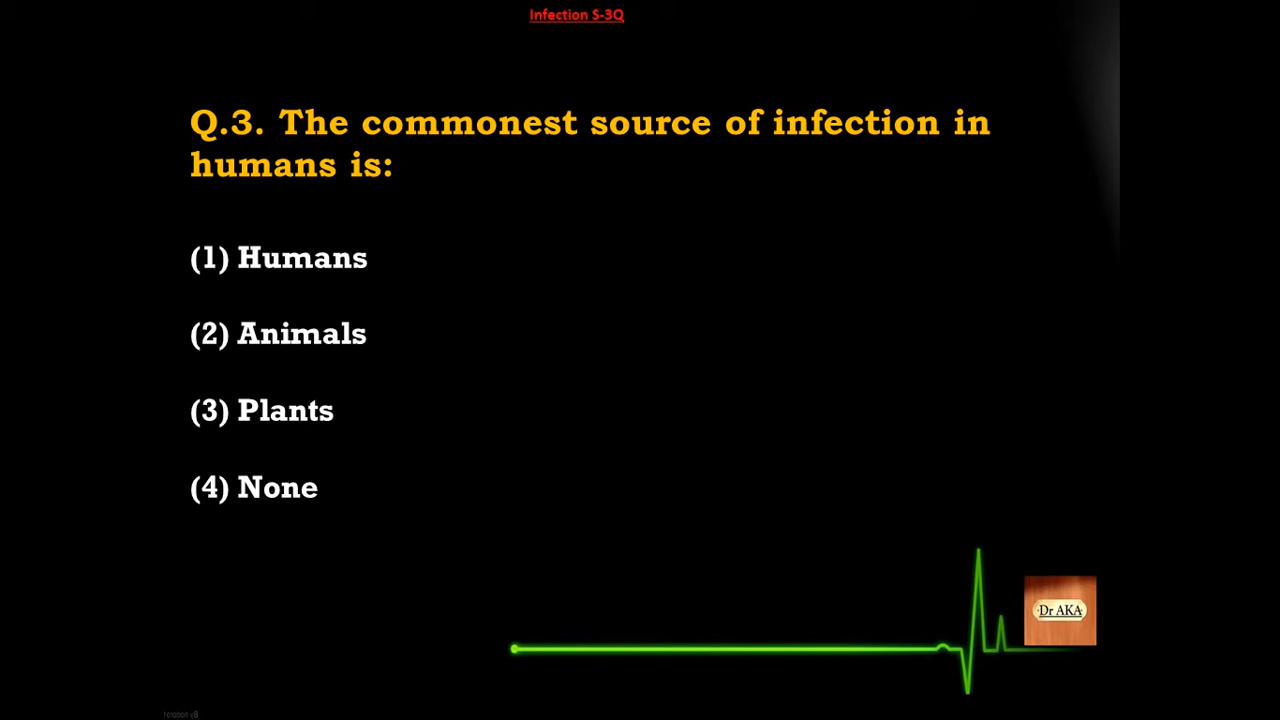 Infection S-3Q
Q.3. The commonest source of infection in
humans is:
(1) Humans
(2) Animals
(3) Plants
(4) None
Dr AKA